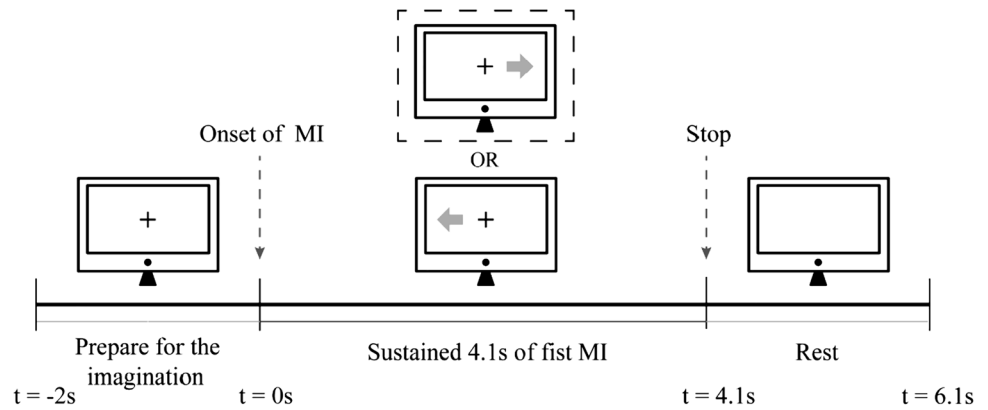 Onset of MI
Stop
OR
Prepare for the
imagination
Sustained 4.1s of fist MI
Rest
t = -2s
t = 0s
t = 4.1s
t = 6.1s